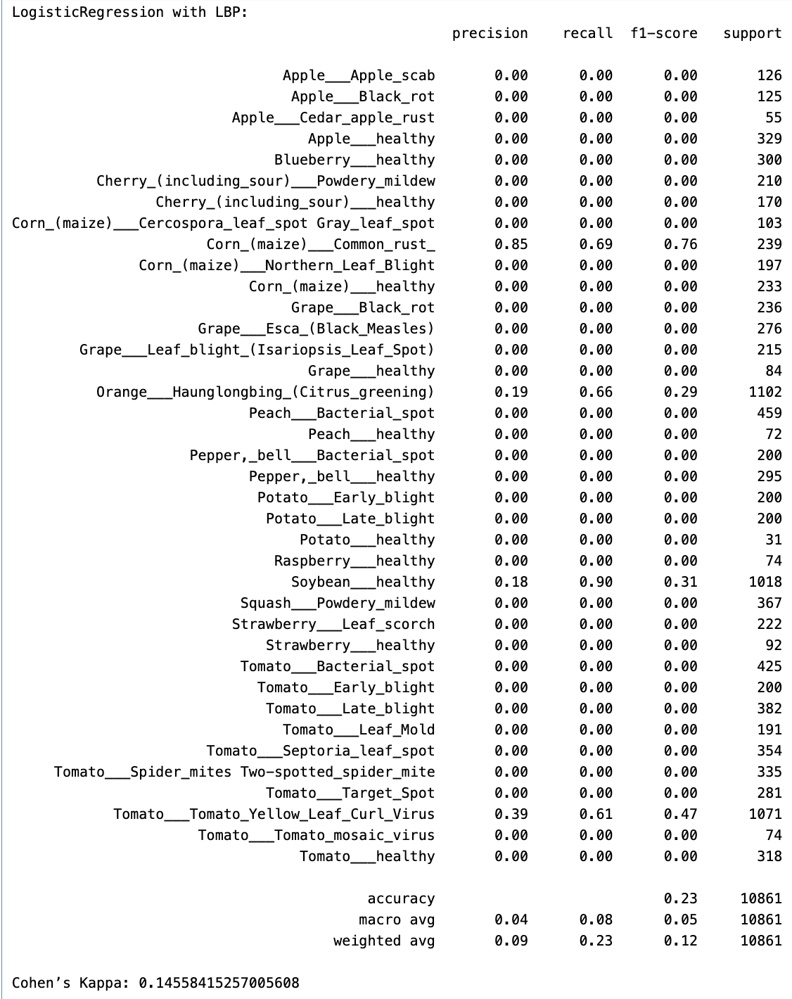 LogisticRegression with LBP:
precision recall f1-score support
Apple___Apple_scab 0.00 0.00 0.00 126
Apple___Black_rot 0.00 0.00 0.00 125
Apple___Cedar_apple_rust 0.00 0.00 0.00 55
Apple___healthy 0.00 0.00 0.00 329
Blueberry___healthy 0.00 0.00 0.00 300
Cherry_(including_sour)___Powdery_mildew 0.00 0.00 0.00 210
Cherry_(including_sour)___healthy 0.00 0.00 0.00 170
Corn_(maize)___Cercospora_leaf_spot Gray_leaf_spot 0.00 0.00 0.00 103
Corn_(maize)___Common_rust_ 0.85 0.69 0.76 239
Corn_(maize)___Northern_Leaf_Blight 0.00 0.00 0.00 197
Corn_(maize)___healthy 0.00 0.00 0.00 233
Grape___Black_rot 0.00 0.00 0.00 236
Grape___Esca_(Black_Measles) 0.00 0.00 0.00 276
Grape___Leaf_blight_(Isariopsis_Leaf_Spot) 0.00 0.00 0.00 215
Grape___healthy 0.00 0.00 0.00 84
Orange___Haunglongbing_(Citrus_greening) 0.19 0.66 0.29 1102
Peach___Bacterial_spot 0.00 0.00 0.00 459
Peach___healthy 0.00 0.00 0.00 72
Pepper,_bell___Bacterial_spot 0.00 0.00 0.00 200
Pepper,_bell___healthy 0.00 0.00 0.00 295
Potato___Early_blight 0.00 0.00 0.00 200
Potato___Late_blight 0.00 0.00 0.00 200
Potato___healthy 0.00 0.00 0.00 31
Raspberry___healthy 0.00 0.00 0.00 74
Soybean___healthy 0.18 0.90 0.31 1018
Squash___Powdery_mildew 0.00 0.00 0.00 367
Strawberry___Leaf_scorch 0.00 0.00 0.00 222
Strawberry___healthy 0.00 0.00 0.00 92
Tomato___Bacterial_spot 0.00 0.00 0.00 425
Tomato___Early_blight 0.00 0.00 0.00 200
Tomato___Late_blight 0.00 0.00 0.00 382
Tomato___Leaf_Mold 0.00 0.00 0.00 191
Tomato___Septoria_leaf_spot 0.00 0.00 0.00 354
Tomato___Spider_mites Two-spotted_spider_mite 0.00 0.00 0.00 335
Tomato___Target_Spot 0.00 0.00 0.00 281
Tomato___Tomato_Yellow_Leaf_Curl_Virus 0.39 0.61 0.47 1071
Tomato___Tomato_mosaic_virus 0.00 0.00 0.00 74
Tomato___healthy 0.00 0.00 0.00 318
accuracy 0.23 10861
macro avg 0.04 0.08 0.05 10861
weighted avg 0.09 0.23 0.12 10861
Cohen’s Kappa: 0.14558415257005608